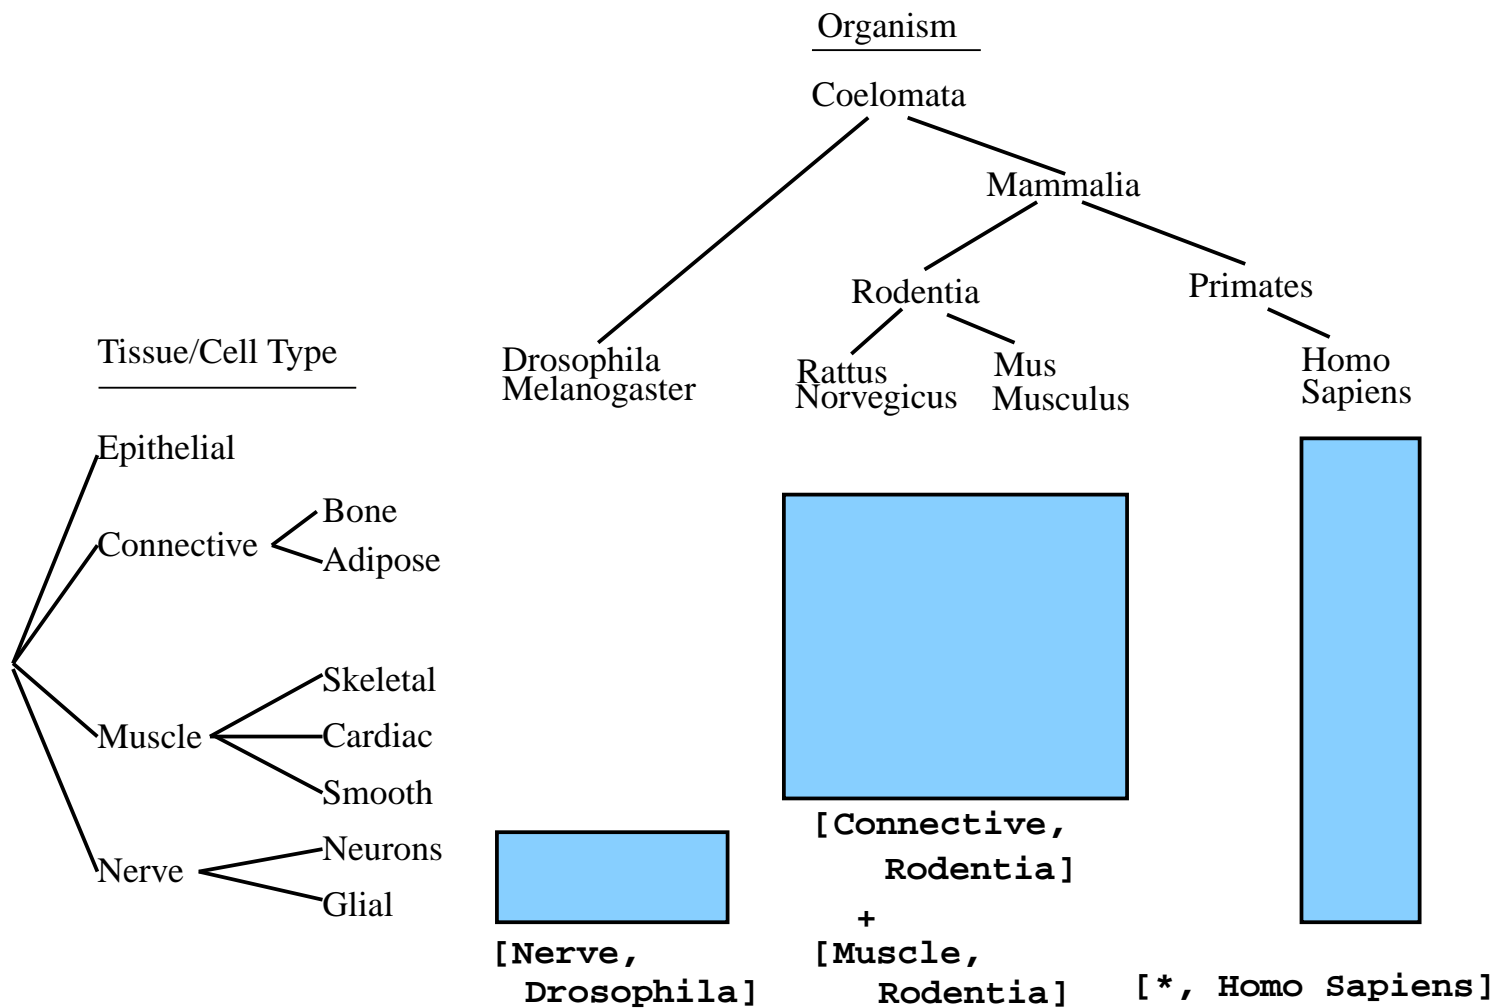 Organism
Coelomata
Mammalia
Rodentia
Primates
Tissue/Cell Type
Drosophila
Melanogaster
Rattus
Norvegicus
Mus
Musculus
Homo
Sapiens
Epithelial
Connective
Bone
Adipose
Muscle
Skeletal
Cardiac
Smooth
Nerve
Neurons
Glial
[Nerve,
Drosophila]
[Connective,
Rodentia]
+
[Muscle,
Rodentia]
[*, Homo Sapiens]